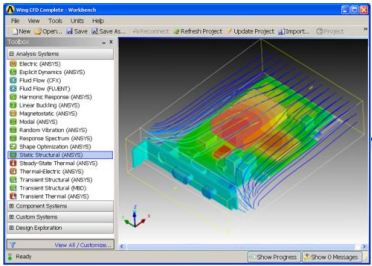 Wing CFD Complete - Workbench
File View Tools Units Help
New Open... Save Save As... Reconnect Refresh Project Update Project Import... Project
Toolbox
Analysis Systems
Electric (ANSYS)
Explicit Dynamics (ANSYS)
Fluid Flow (CFX)
Fluid Flow (FLUENT)
Harmonic Response (ANSYS)
Linear Buckling (ANSYS)
Magnetostatic (ANSYS)
Modal (ANSYS)
Random Vibration (ANSYS)
Response Spectrum (ANSYS)
Shape Optimization (ANSYS)
Static Structural (ANSYS)
Steady-State Thermal (ANSYS)
Thermal-Electric (ANSYS)
Transient Structural (ANSYS)
Transient Structural (MBD)
Transient Thermal (ANSYS)
Component Systems
Custom Systems
Design Exploration
View All / Customize...
Ready
Show Progress Show 0 Messages